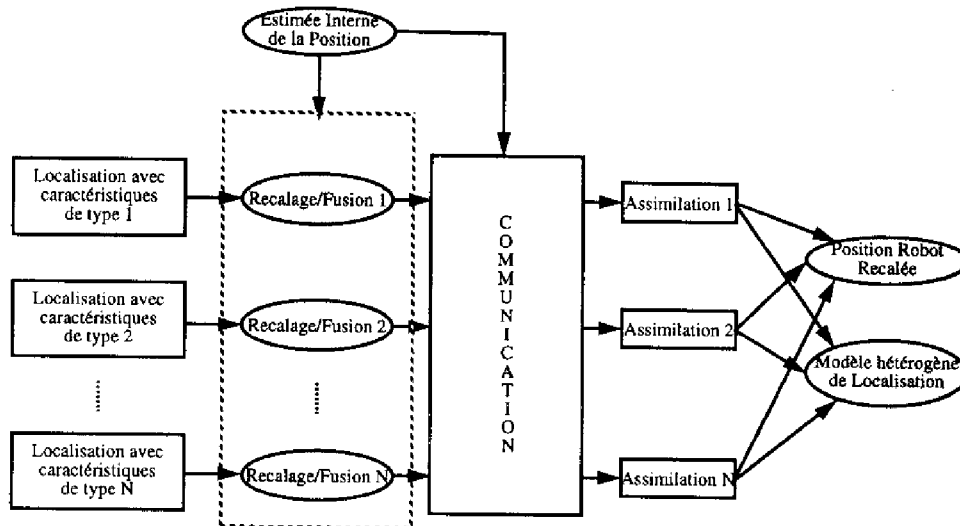 Estimée Interne
de la Position
Localisation avec
caractéristiques
de type 1
Recalage/Fusion 1
Assimilation 1
Localisation avec
caractéristiques
de type 2
Recalage/Fusion 2
Assimilation 2
Localisation avec
caractéristiques
de type N
Recalage/Fusion N
Assimilation N
COMMUNICATION
Position Robot
Recalée
Modèle hétérogène
de Localisation